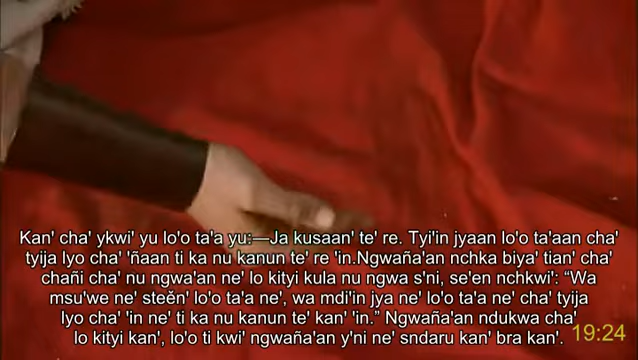 Kan' cha' ykwi' yu lo'o ta'a yu:—Ja kusaan' te' re. Tyi'in jyaan lo'o ta'aan cha'
tyija lyo cha' 'ñaan ti ka nu kanun te' re 'in.Ngwaña'an nchka biya' tian' cha'
chañi cha' nu ngwa'an ne' lo kityi kula nu ngwa s'ni, se'en nchkwi': “Wa
msu'we ne' steěn' lo'o ta'a ne', wa mdi'in jya ne' lo'o ta'a ne' cha' tyija
lyo cha' 'in ne' ti ka nu kanun te' kan' 'in.” Ngwaña'an ndukwa cha'
lo kityi kan', lo'o ti kwi' ngwaña'an y'ni ne' sndaru kan' bra kan'.
19:24